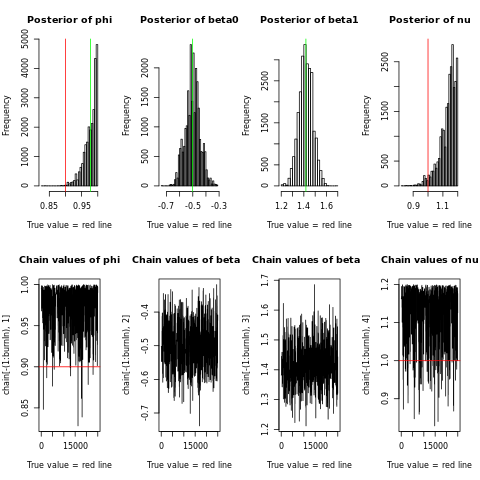 Posterior of phi
Frequency
0 1000 2000 3000 4000 5000
0.85 0.95
True value = red line
Posterior of beta0
Frequency
0 500 1000 2000
-0.7 -0.5 -0.3
True value = red line
Posterior of beta1
Frequency
0 500 1500 2500
1.2 1.4 1.6
True value = red line
Posterior of nu
Frequency
0 500 1500 2500
0.9 1.1
True value = red line
Chain values of phi
chain[-(1:burnIn), 1]
0.85 0.90 0.95 1.00
0 15000
True value = red line
Chain values of beta
chain[-(1:burnIn), 2]
-0.7 -0.6 -0.5 -0.4
0 15000
True value = red line
Chain values of beta
chain[-(1:burnIn), 3]
1.2 1.3 1.4 1.5 1.6 1.7
0 15000
True value = red line
Chain values of nu
chain[-(1:burnIn), 4]
0.9 1.0 1.1 1.2
0 15000
True value = red line